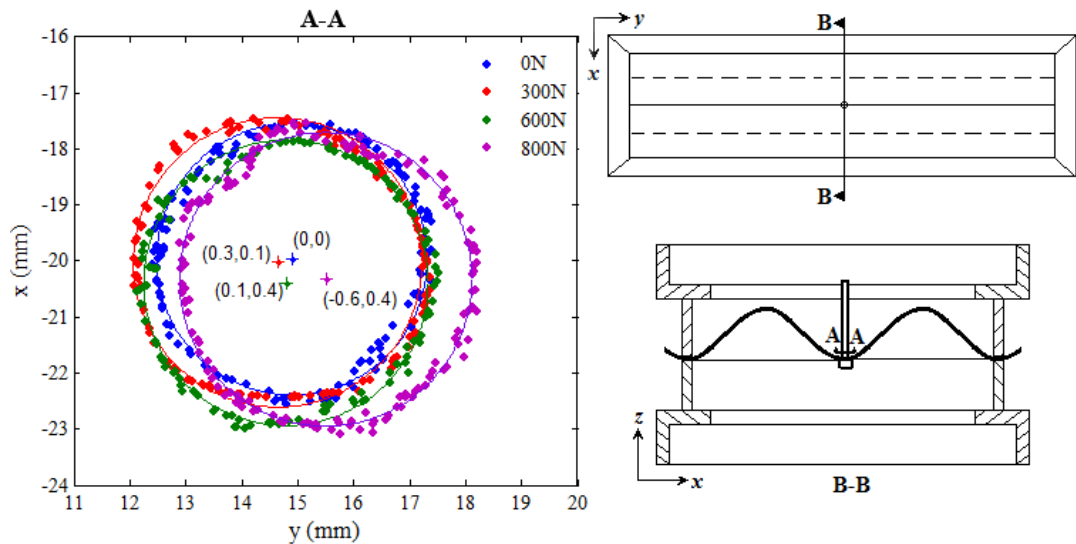 A-A
-16
-17
-18
-19
-20
-21
-22
-23
-24
x (mm)
11 12 13 14 15 16 17 18 19 20
y (mm)
0N
300N
600N
800N
(0.3,0.1)
(0,0)
(0.1,0.4)
(-0.6,0.4)
y
x
B
B
A A
z
x
B-B